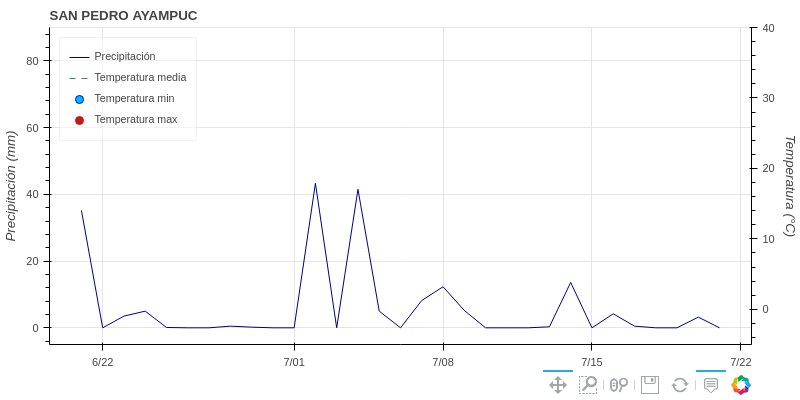 SAN PEDRO AYAMPUC
Precipitación
Temperatura media
Temperatura min
Temperatura max
Precipitación (mm)
80
60
40
20
0
Temperatura (°C)
40
30
20
10
0
6/22
7/01
7/08
7/15
7/22